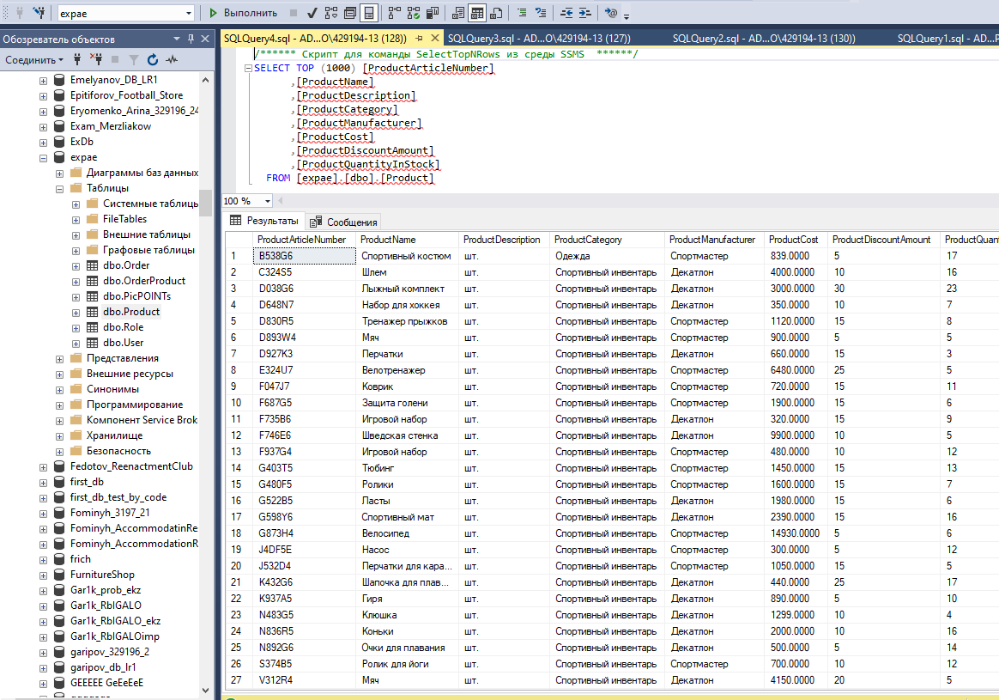 expae
Выполнить
Обозреватель объектов
Соединить
Emelyanov_DB_LR1
Epitiforov_Football_Store
Eryomenko_Arina_329196_24
Exam_Merzliakow
ExDb
expae
Диаграммы баз данных
Таблицы
Системные таблицы
FileTables
Внешние таблицы
Графовые таблицы
dbo.Order
dbo.OrderProduct
dbo.PicPOINTs
dbo.Product
dbo.Role
dbo.User
Представления
Внешние ресурсы
Синонимы
Программирование
Компонент Service Brok
Хранилище
Безопасность
Fedotov_ReenactmentClub
first_db
first_db_test_by_code
Fominyh_3197_21
Fominyh_AccommodatinRe
Fominyh_AccommodationR
frich
FurnitureShop
Gar1k_prob_ekz
Gar1k_RbIGALO
Gar1k_RbIGALO_ekz
Gar1k_RbIGALOimp
garipov_329196_2
garipov_db_lr1
GEEEEE GeEeEeE
SQLQuery4.sql - AD...O\429194-13 (128)) SQLQuery3.sql - AD...O\429194-13 (127)) SQLQuery2.sql - AD...O\429194-13 (130)) SQLQuery1.sql - AD...
/****** Скрипт для команды SelectTopNRows из среды SSMS ******/
SELECT TOP (1000) [ProductArticleNumber]
,[ProductName]
,[ProductDescription]
,[ProductCategory]
,[ProductManufacturer]
,[ProductCost]
,[ProductDiscountAmount]
,[ProductQuantityInStock]
FROM [expae].[dbo].[Product]
100 %
Результаты Сообщения
ProductArticleNumber ProductName ProductDescription ProductCategory ProductManufacturer ProductCost ProductDiscountAmount ProductQuan
1 B538G6 Спортивный костюм шт. Одежда Спортмастер 839.0000 5 17
2 C324S5 Шлем шт. Спортивный инвентарь Декатлон 4000.0000 10 16
3 D038G6 Лыжный комплект шт. Спортивный инвентарь Декатлон 3000.0000 30 23
4 D648N7 Набор для хоккея шт. Спортивный инвентарь Декатлон 350.0000 10 7
5 D830R5 Тренажер прыжков шт. Спортивный инвентарь Спортмастер 1120.0000 15 8
6 D893W4 Мяч шт. Спортивный инвентарь Спортмастер 900.0000 5 5
7 D927K3 Перчатки шт. Спортивный инвентарь Декатлон 660.0000 15 3
8 E324U7 Велотренажер шт. Спортивный инвентарь Спортмастер 6480.0000 25 5
9 F047J7 Коврик шт. Спортивный инвентарь Спортмастер 720.0000 15 11
10 F687G5 Защита голени шт. Спортивный инвентарь Спортмастер 1900.0000 15 6
11 F735B6 Игровой набор шт. Спортивный инвентарь Декатлон 320.0000 15 9
12 F746E6 Шведская стенка шт. Спортивный инвентарь Декатлон 9900.0000 10 5
13 F937G4 Игровой набор шт. Спортивный инвентарь Спортмастер 480.0000 10 12
14 G403T5 Тюбинг шт. Спортивный инвентарь Спортмастер 1450.0000 15 13
15 G480F5 Ролики шт. Спортивный инвентарь Спортмастер 1600.0000 15 7
16 G522B5 Ласты шт. Спортивный инвентарь Декатлон 1980.0000 15 6
17 G598Y6 Спортивный мат шт. Спортивный инвентарь Декатлон 2390.0000 15 16
18 G873H4 Велосипед шт. Спортивный инвентарь Спортмастер 14930.0000 5 6
19 J4DF5E Насос шт. Спортивный инвентарь Декатлон 300.0000 5 12
20 J532D4 Перчатки для кара... шт. Спортивный инвентарь Спортмастер 1050.0000 15 5
21 K432G6 Шапочка для плав... шт. Спортивный инвентарь Декатлон 440.0000 25 17
22 K937A5 Гиря шт. Спортивный инвентарь Декатлон 890.0000 5 10
23 N483G5 Клюшка шт. Спортивный инвентарь Декатлон 1299.0000 10 4
24 N836R5 Коньки шт. Спортивный инвентарь Декатлон 2000.0000 10 16
25 N892G6 Очки для плавания шт. Спортивный инвентарь Декатлон 500.0000 5 14
26 S374B5 Ролик для йоги шт. Спортивный инвентарь Спортмастер 700.0000 10 12
27 V312R4 Мяч шт. Спортивный инвентарь Декатлон 4150.0000 20 5